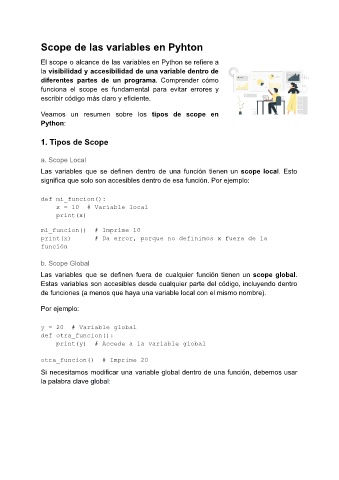 Scope de las variables en Pyhton
El scope o alcance de las variables en Python se refiere a
la visibilidad y accesibilidad de una variable dentro de
diferentes partes de un programa. Comprender cómo
funciona el scope es fundamental para evitar errores y
escribir código más claro y eficiente.
Veamos un resumen sobre los tipos de scope en
Python:
1. Tipos de Scope
a. Scope Local
Las variables que se definen dentro de una función tienen un scope local. Esto
significa que solo son accesibles dentro de esa función. Por ejemplo:
def mi_funcion():
    x = 10  # Variable local
    print(x)
mi_funcion()  # Imprime 10
print(x)      # Da error, porque no definimos x fuera de la
función
b. Scope Global
Las variables que se definen fuera de cualquier función tienen un scope global.
Estas variables son accesibles desde cualquier parte del código, incluyendo dentro
de funciones (a menos que haya una variable local con el mismo nombre).
Por ejemplo:
y = 20  # Variable global
def otra_funcion():
    print(y)  # Accede a la variable global
otra_funcion()  # Imprime 20
Si necesitamos modificar una variable global dentro de una función, debemos usar
la palabra clave global: